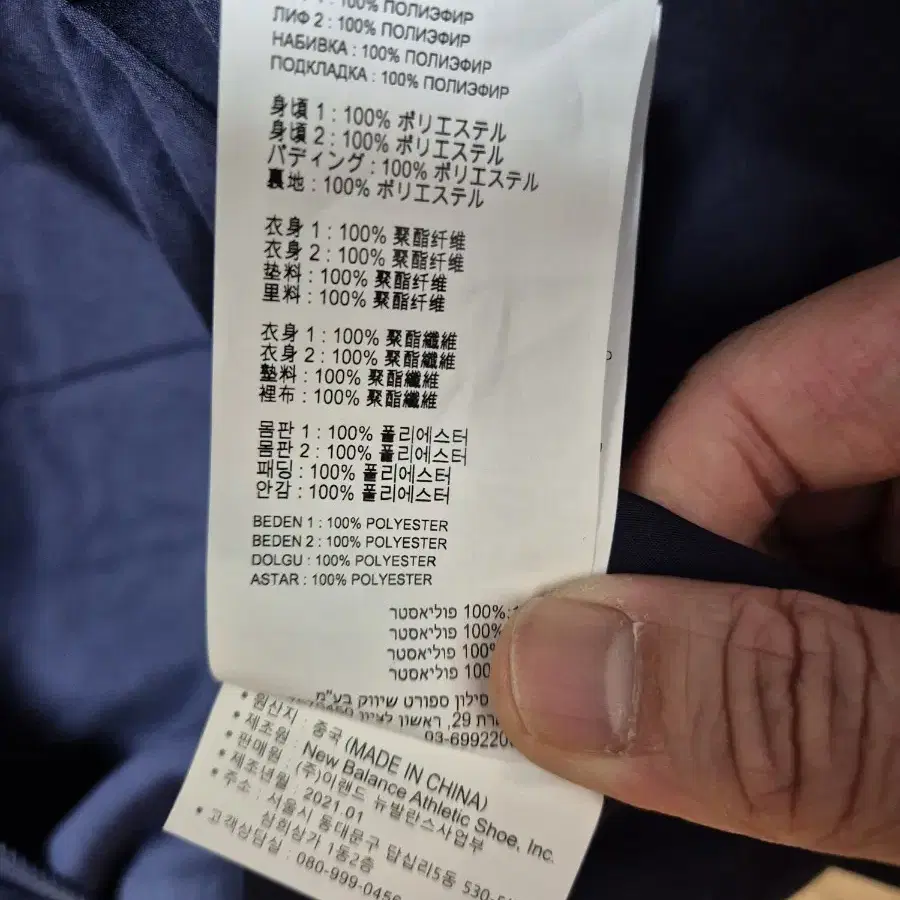 100% ПОЛИЭФИР
ЛИФ 2 : 100% ПОЛИЭФИР
НАБИВКА : 100% ПОЛИЭФИР
ПОДКЛАДКА : 100% ПОЛИЭФИР
身頃 1 : 100% ポリエステル
身頃 2 : 100% ポリエステル
パディング : 100% ポリエステル
裏地 : 100% ポリエステル
衣身 1 : 100% 聚酯纤维
衣身 2 : 100% 聚酯纤维
垫料 : 100% 聚酯纤维
里料 : 100% 聚酯纤维
衣身 1 : 100% 聚酯纖維
衣身 2 : 100% 聚酯纖維
墊料 : 100% 聚酯纖維
裡布 : 100% 聚酯纖維
몸판 1 : 100% 폴리에스터
몸판 2 : 100% 폴리에스터
패딩 : 100% 폴리에스터
안감 : 100% 폴리에스터
BEDEN 1 : 100% POLYESTER
BEDEN 2 : 100% POLYESTER
DOLGU : 100% POLYESTER
ASTAR : 100% POLYESTER
100% פוליאסטר
100% פוליאסטר
100% פוליאסטר
100 פוליאסטר
סילון ספורט שיווק בע"מ
29, ראשון לציון
03-699220
• 원산지 : 중국 (MADE IN CHINA)
• 제조원 : New Balance Athletic Shoe, Inc.
• 판매원 : (주)이랜드 뉴발란스사업부
• 제조년월 : 2021.01
• 주소 : 서울시 동대문구 답십리5동 530-
삼희상가 1동2층
• 고객상담실 : 080-999-0456